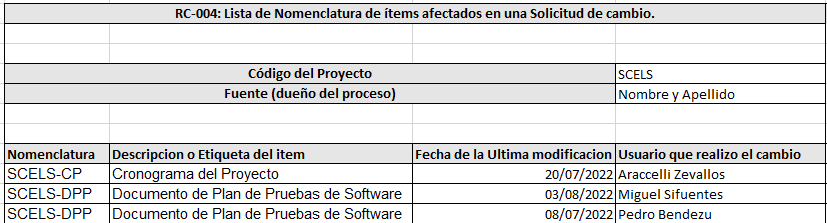 RC-004: Lista de Nomenclatura de ítems afectados en una Solicitud de cambio.
Código del Proyecto SCELS
Fuente (dueño del proceso) Nombre y Apellido
Nomenclatura Descripcion o Etiqueta del item Fecha de la Ultima modificacion Usuario que realizo el cambio
SCELS-CP Cronograma del Proyecto 20/07/2022 Araccelli Zevallos
SCELS-DPP Documento de Plan de Pruebas de Software 03/08/2022 Miguel Sifuentes
SCELS-DPP Documento de Plan de Pruebas de Software 08/07/2022 Pedro Bendezu